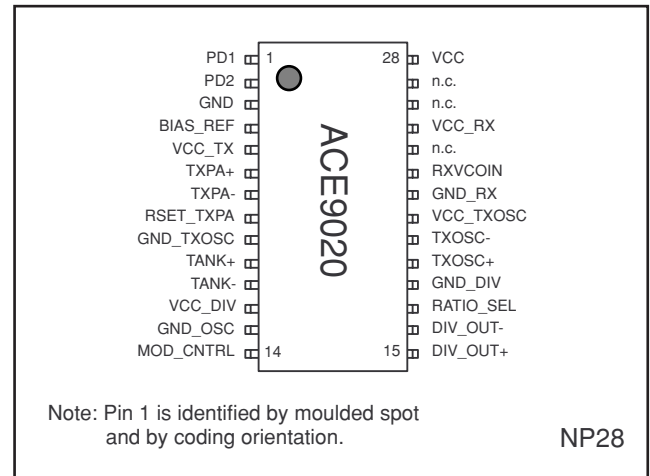 PD1 1 28 VCC
PD2 n.c.
GND n.c.
BIAS_REF VCC_RX
VCC_TX n.c.
TXPA+ RXVCOIN
TXPA- GND_RX
RSET_TXPA VCC_TXOSC
GND_TXOSC TXOSC-
TANK+ TXOSC+
TANK- GND_DIV
VCC_DIV RATIO_SEL
GND_OSC DIV_OUT-
MOD_CNTRL 14 15 DIV_OUT+
ACE9020
Note: Pin 1 is identified by moulded spot
and by coding orientation.
NP28